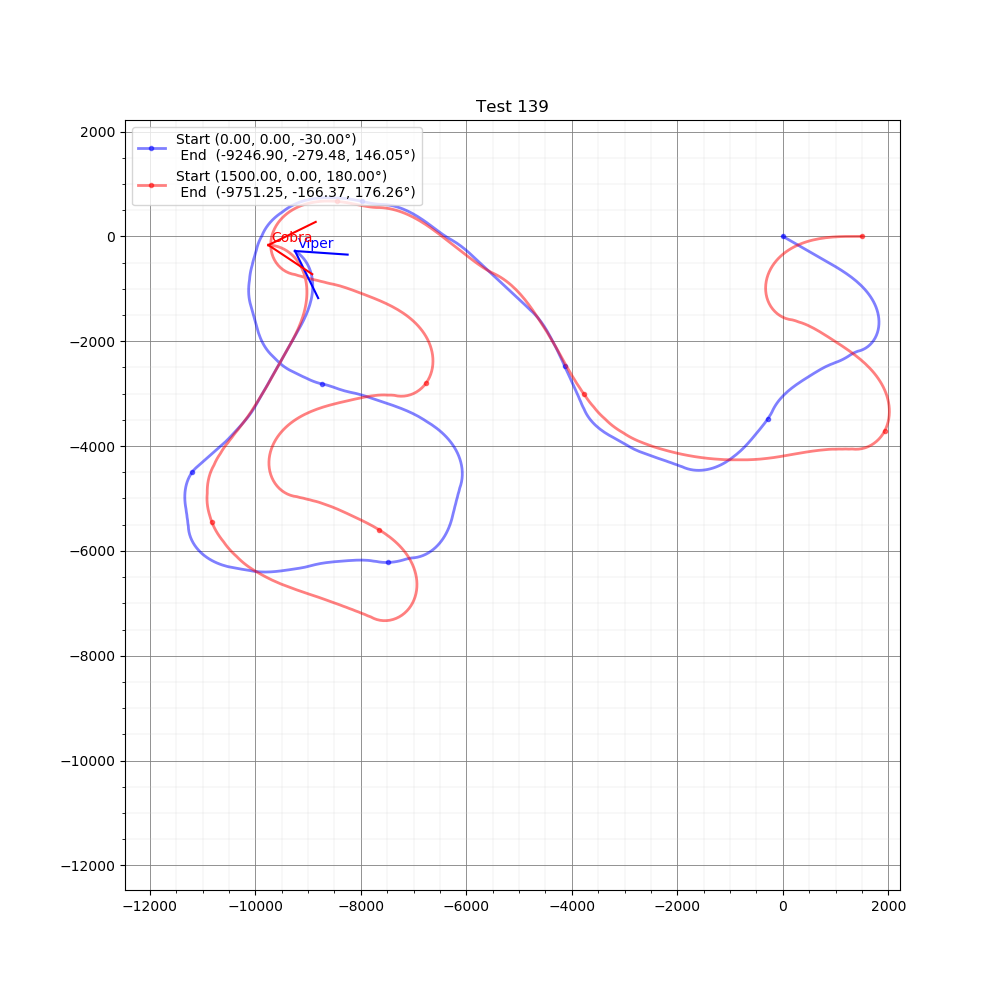 Test 139
Start (0.00, 0.00, -30.00°)
End (-9246.90, -279.48, 146.05°)
Start (1500.00, 0.00, 180.00°)
End (-9751.25, -166.37, 176.26°)
Cobra
Viper
2000
0
−2000
−4000
−6000
−8000
−10000
−12000
−12000 −10000 −8000 −6000 −4000 −2000 0 2000